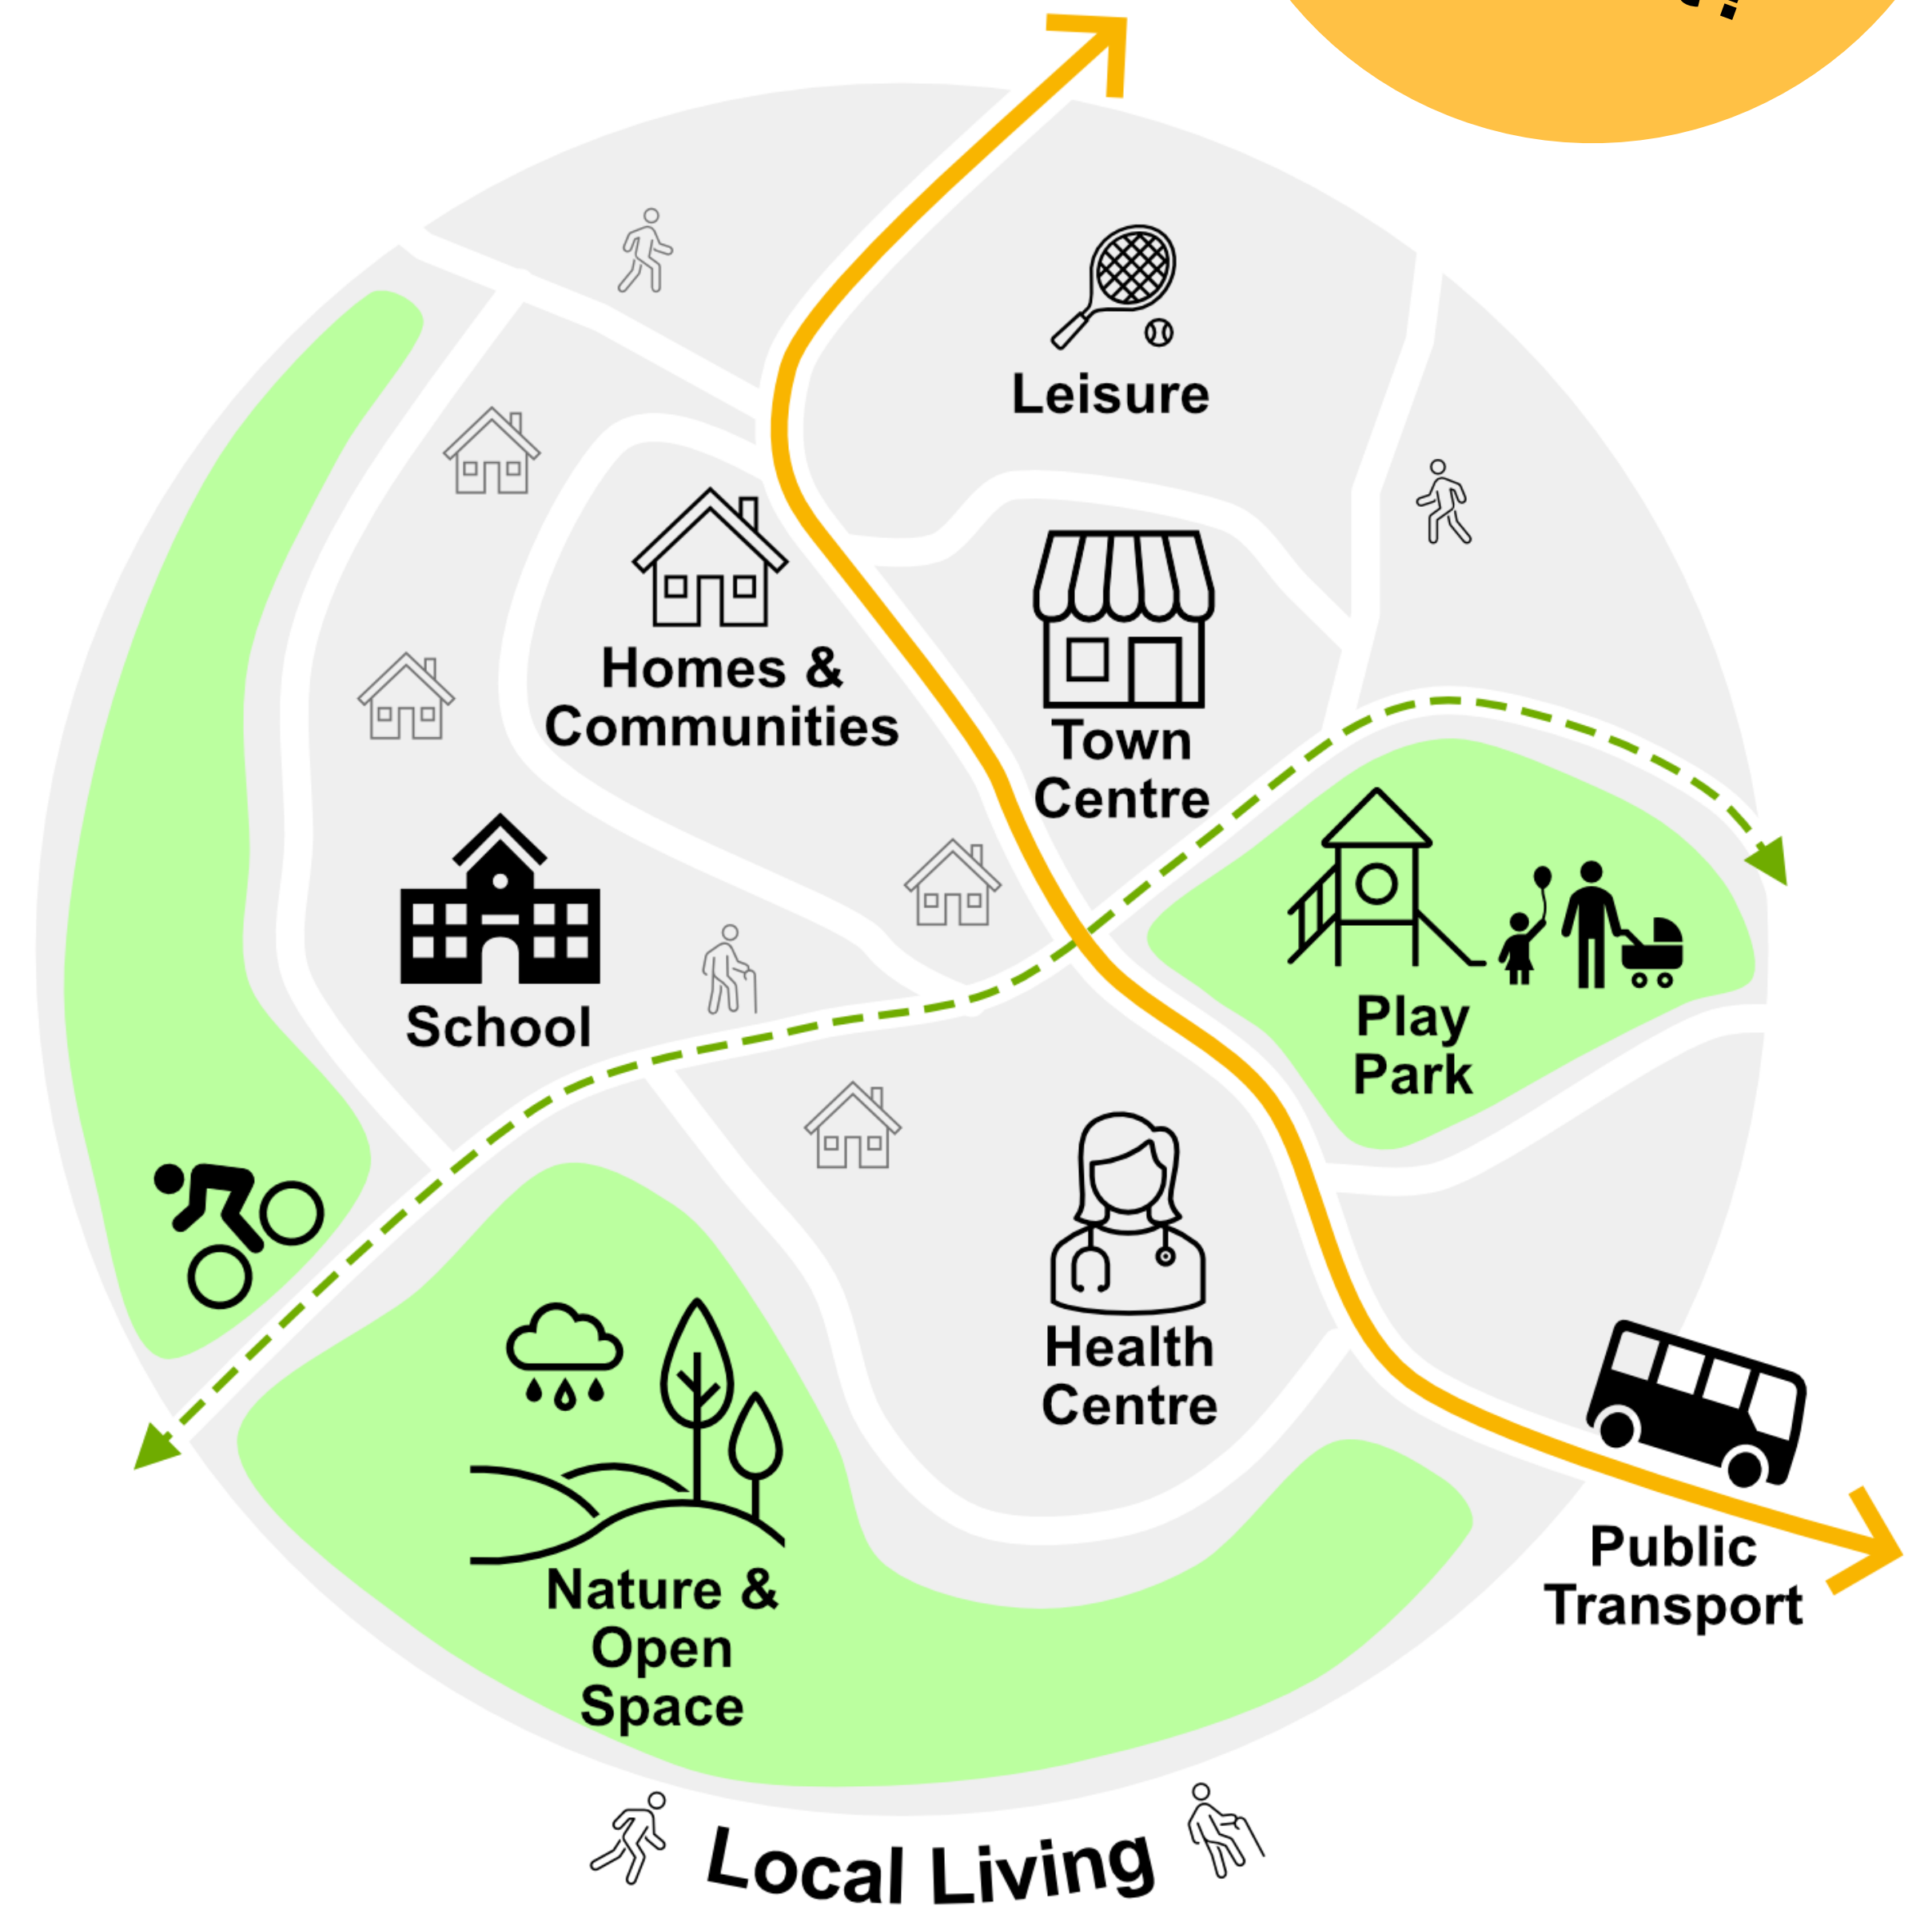 Leisure
Homes &
Communities
Town
Centre
School
Play
Park
Health
Centre
Nature &
Open
Space
Public
Transport
Local Living